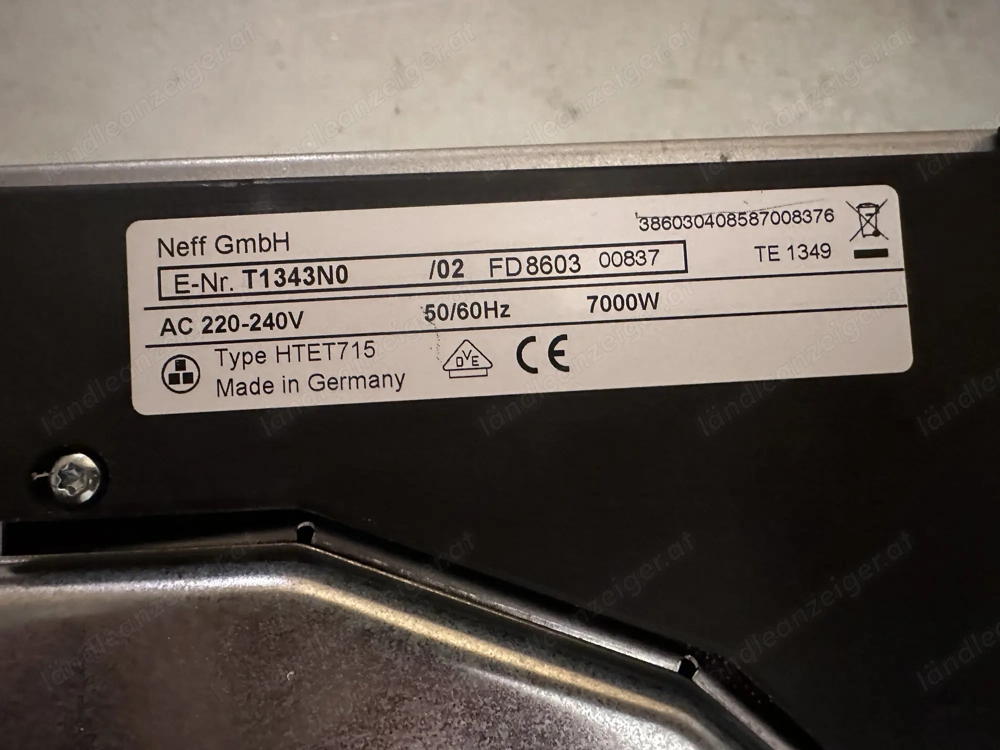 Neff GmbH
386030408587008376
E-Nr. T1343N0 /02 FD 8603 00837
TE 1349
AC 220-240V 50/60Hz 7000W
Type HTET715
Made in Germany
DVE
CE
ländleanzeiger.at